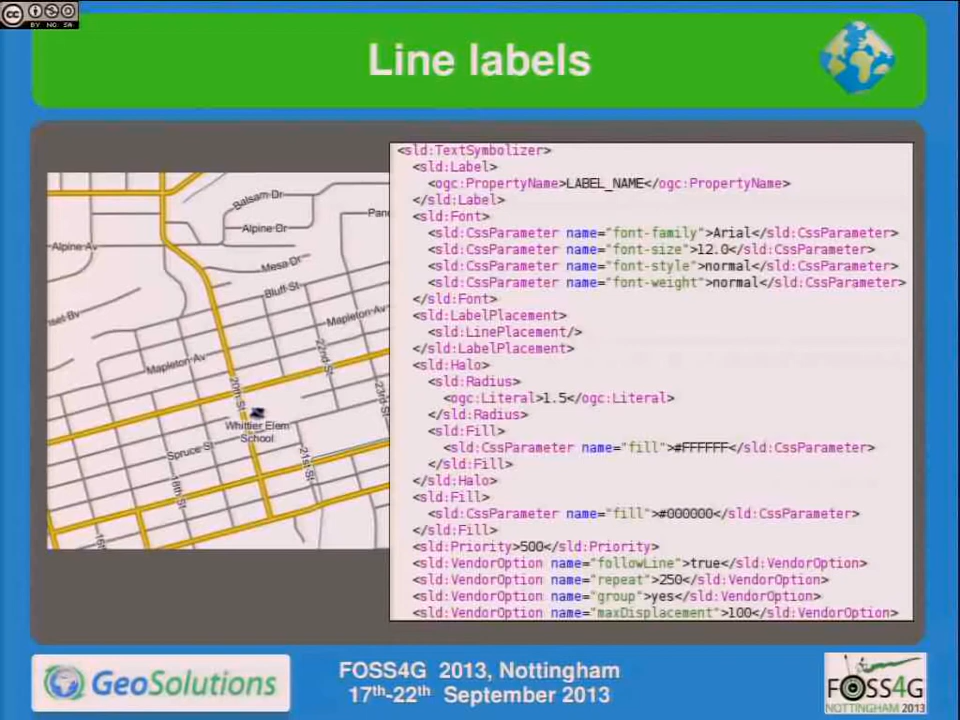 cc
BY NC SA
Line labels
Balsam Dr
Alpine Dr
Alpine Av
Mesa Dr
Bluff St
Mapleton Av
Mapleton Av
22nd St
23rd St
20th St
Whittier Elem
School
Spruce St
21st St
18th St
<sld:TextSymbolizer>
<sld:Label>
<ogc:PropertyName>LABEL_NAME</ogc:PropertyName>
</sld:Label>
<sld:Font>
<sld:CssParameter name="font-family">Arial</sld:CssParameter>
<sld:CssParameter name="font-size">12.0</sld:CssParameter>
<sld:CssParameter name="font-style">normal</sld:CssParameter>
<sld:CssParameter name="font-weight">normal</sld:CssParameter>
</sld:Font>
<sld:LabelPlacement>
<sld:LinePlacement/>
</sld:LabelPlacement>
<sld:Halo>
<sld:Radius>
<ogc:Literal>1.5</ogc:Literal>
</sld:Radius>
<sld:Fill>
<sld:CssParameter name="fill">#FFFFFF</sld:CssParameter>
</sld:Fill>
</sld:Halo>
<sld:Fill>
<sld:CssParameter name="fill">#000000</sld:CssParameter>
</sld:Fill>
<sld:Priority>500</sld:Priority>
<sld:VendorOption name="followLine">true</sld:VendorOption>
<sld:VendorOption name="repeat">250</sld:VendorOption>
<sld:VendorOption name="group">yes</sld:VendorOption>
<sld:VendorOption name="maxDisplacement">100</sld:VendorOption>
GeoSolutions
FOSS4G 2013, Nottingham
17th-22th September 2013
FOSS4G
NOTTINGHAM 2013